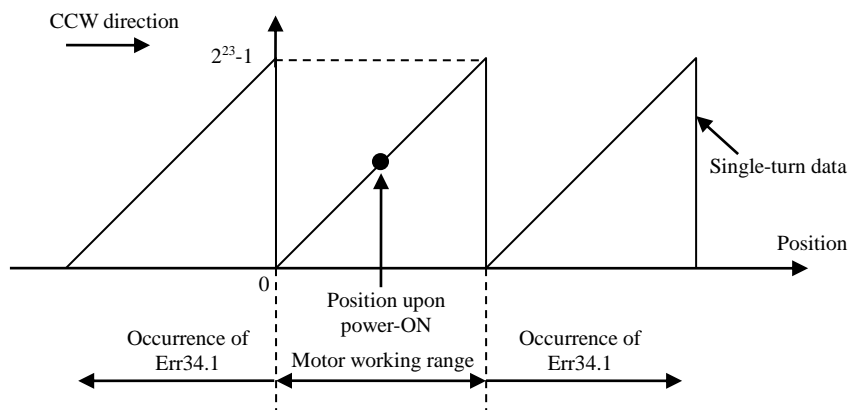 CCW direction
2²³-1
Single-turn data
Position
0
Position upon
power-ON
Occurrence of
Err34.1
Motor working range
Occurrence of
Err34.1